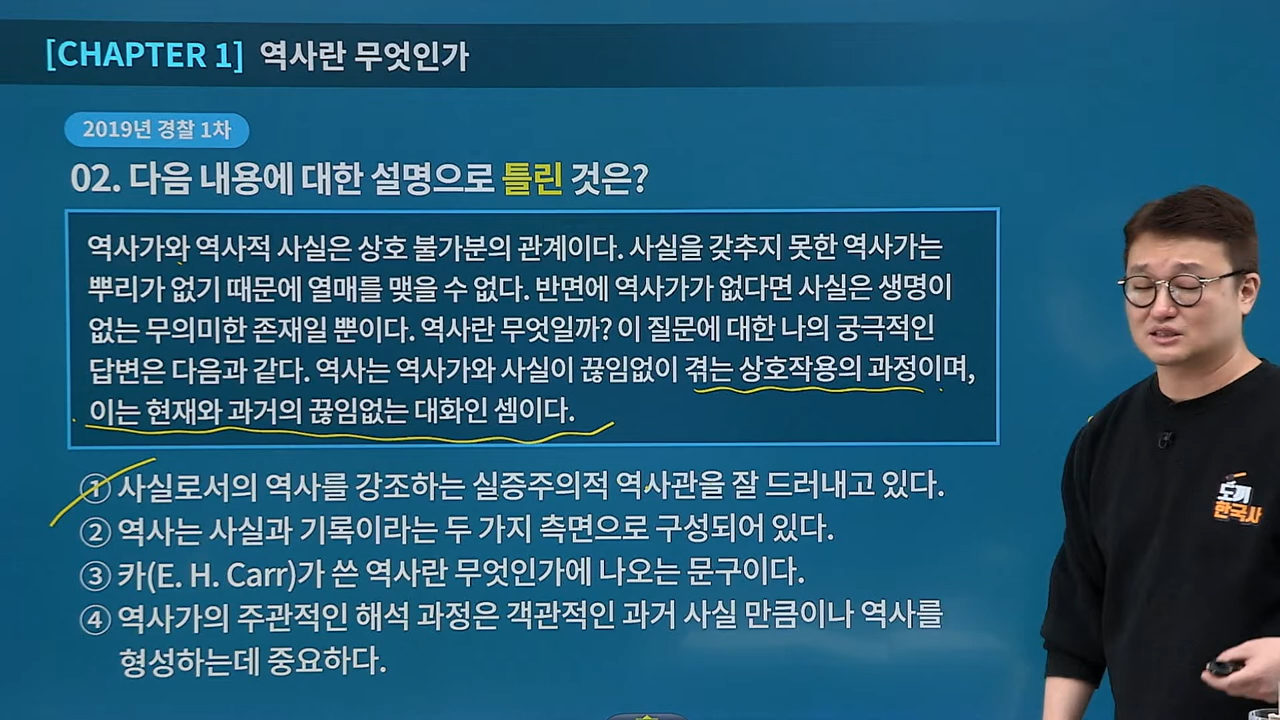 [CHAPTER 1] 역사란 무엇인가
2019년 경찰 1차
02. 다음 내용에 대한 설명으로 틀린 것은?
역사가와 역사적 사실은 상호 불가분의 관계이다. 사실을 갖추지 못한 역사가는
뿌리가 없기 때문에 열매를 맺을 수 없다. 반면에 역사가가 없다면 사실은 생명이
없는 무의미한 존재일 뿐이다. 역사란 무엇일까? 이 질문에 대한 나의 궁극적인
답변은 다음과 같다. 역사는 역사가와 사실이 끊임없이 겪는 상호작용의 과정이며,
이는 현재와 과거의 끊임없는 대화인 셈이다.
① 사실로서의 역사를 강조하는 실증주의적 역사관을 잘 드러내고 있다.
② 역사는 사실과 기록이라는 두 가지 측면으로 구성되어 있다.
③ 카(E. H. Carr)가 쓴 역사란 무엇인가에 나오는 문구이다.
④ 역사가의 주관적인 해석 과정은 객관적인 과거 사실 만큼이나 역사를
형성하는데 중요하다.
도끼
한국사